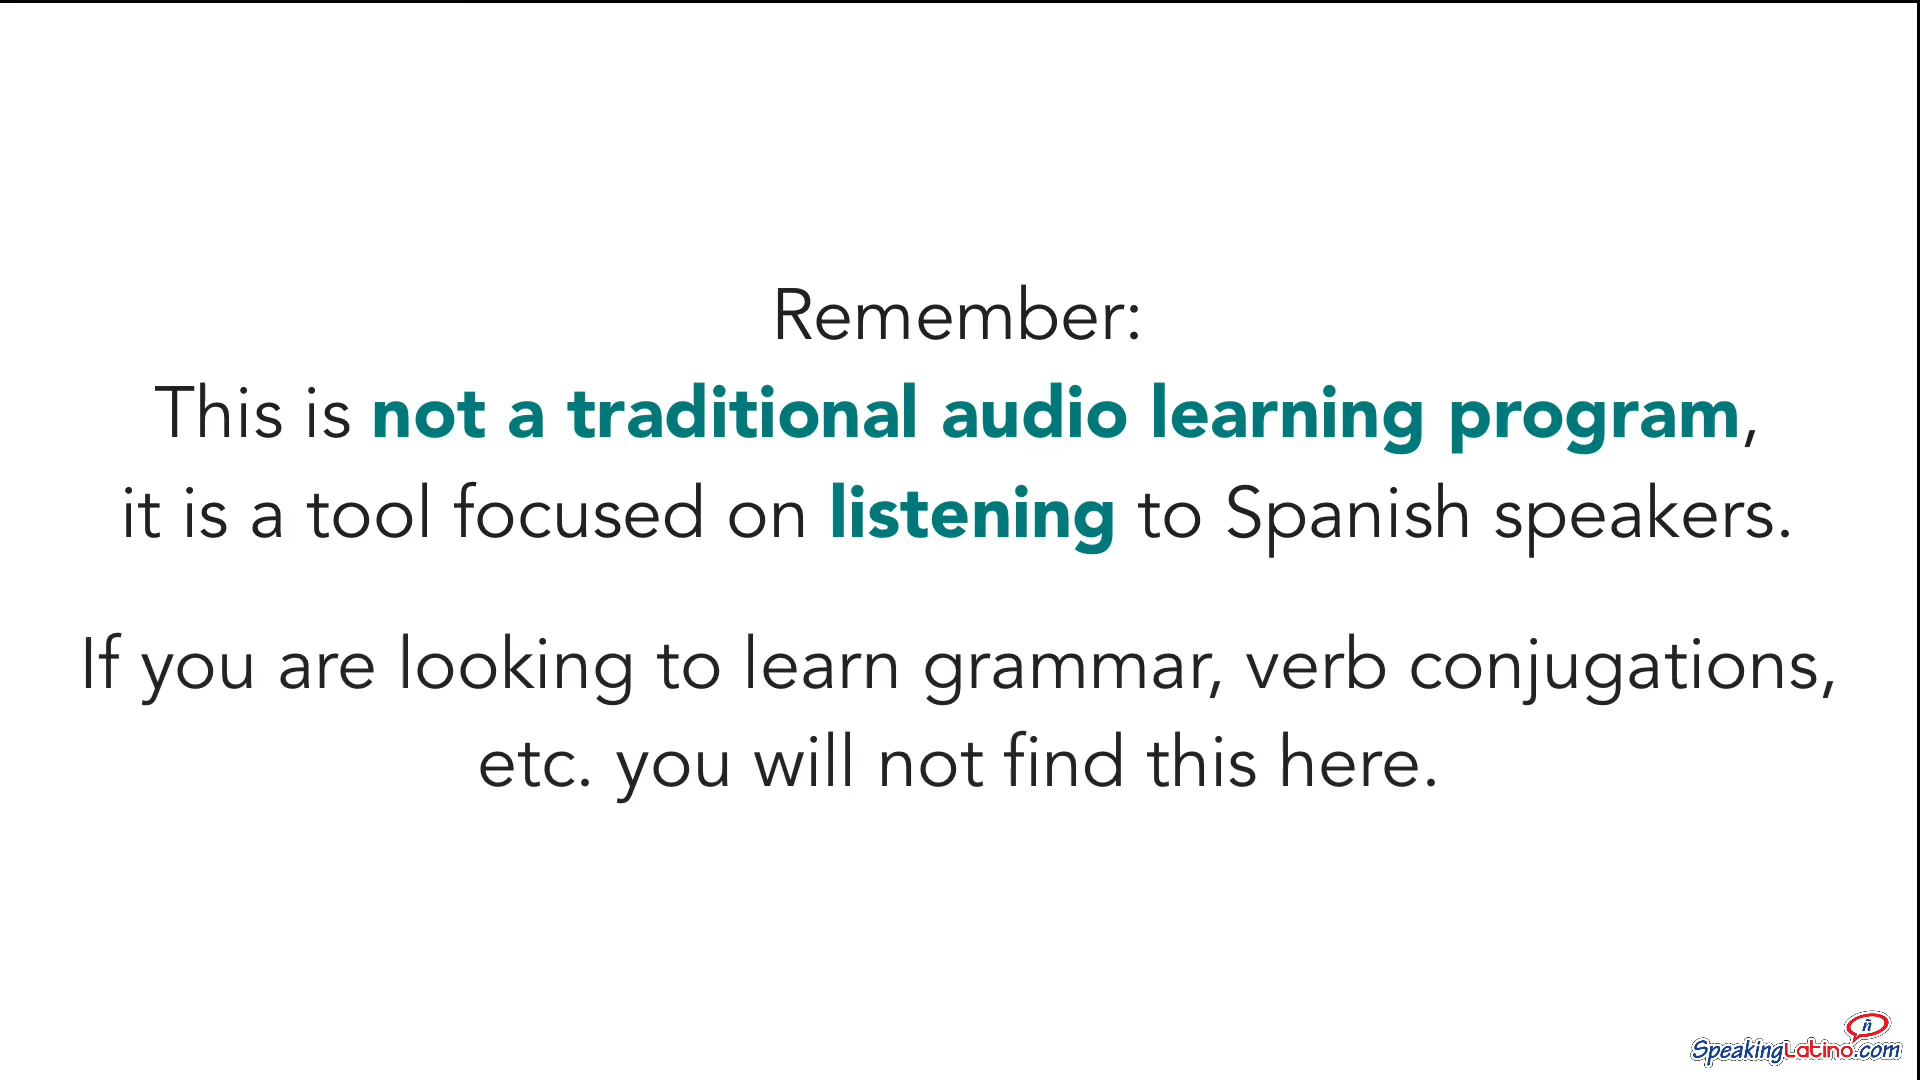 Remember:
This is not a traditional audio learning program,
it is a tool focused on listening to Spanish speakers.
If you are looking to learn grammar, verb conjugations,
etc. you will not find this here.
ñ
SpeakingLatino.com